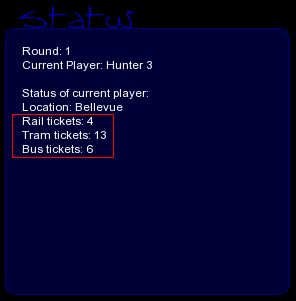 Status
Round: 1
Current Player: Hunter 3
Status of current player:
Location: Bellevue
Rail tickets: 4
Tram tickets: 13
Bus tickets: 6